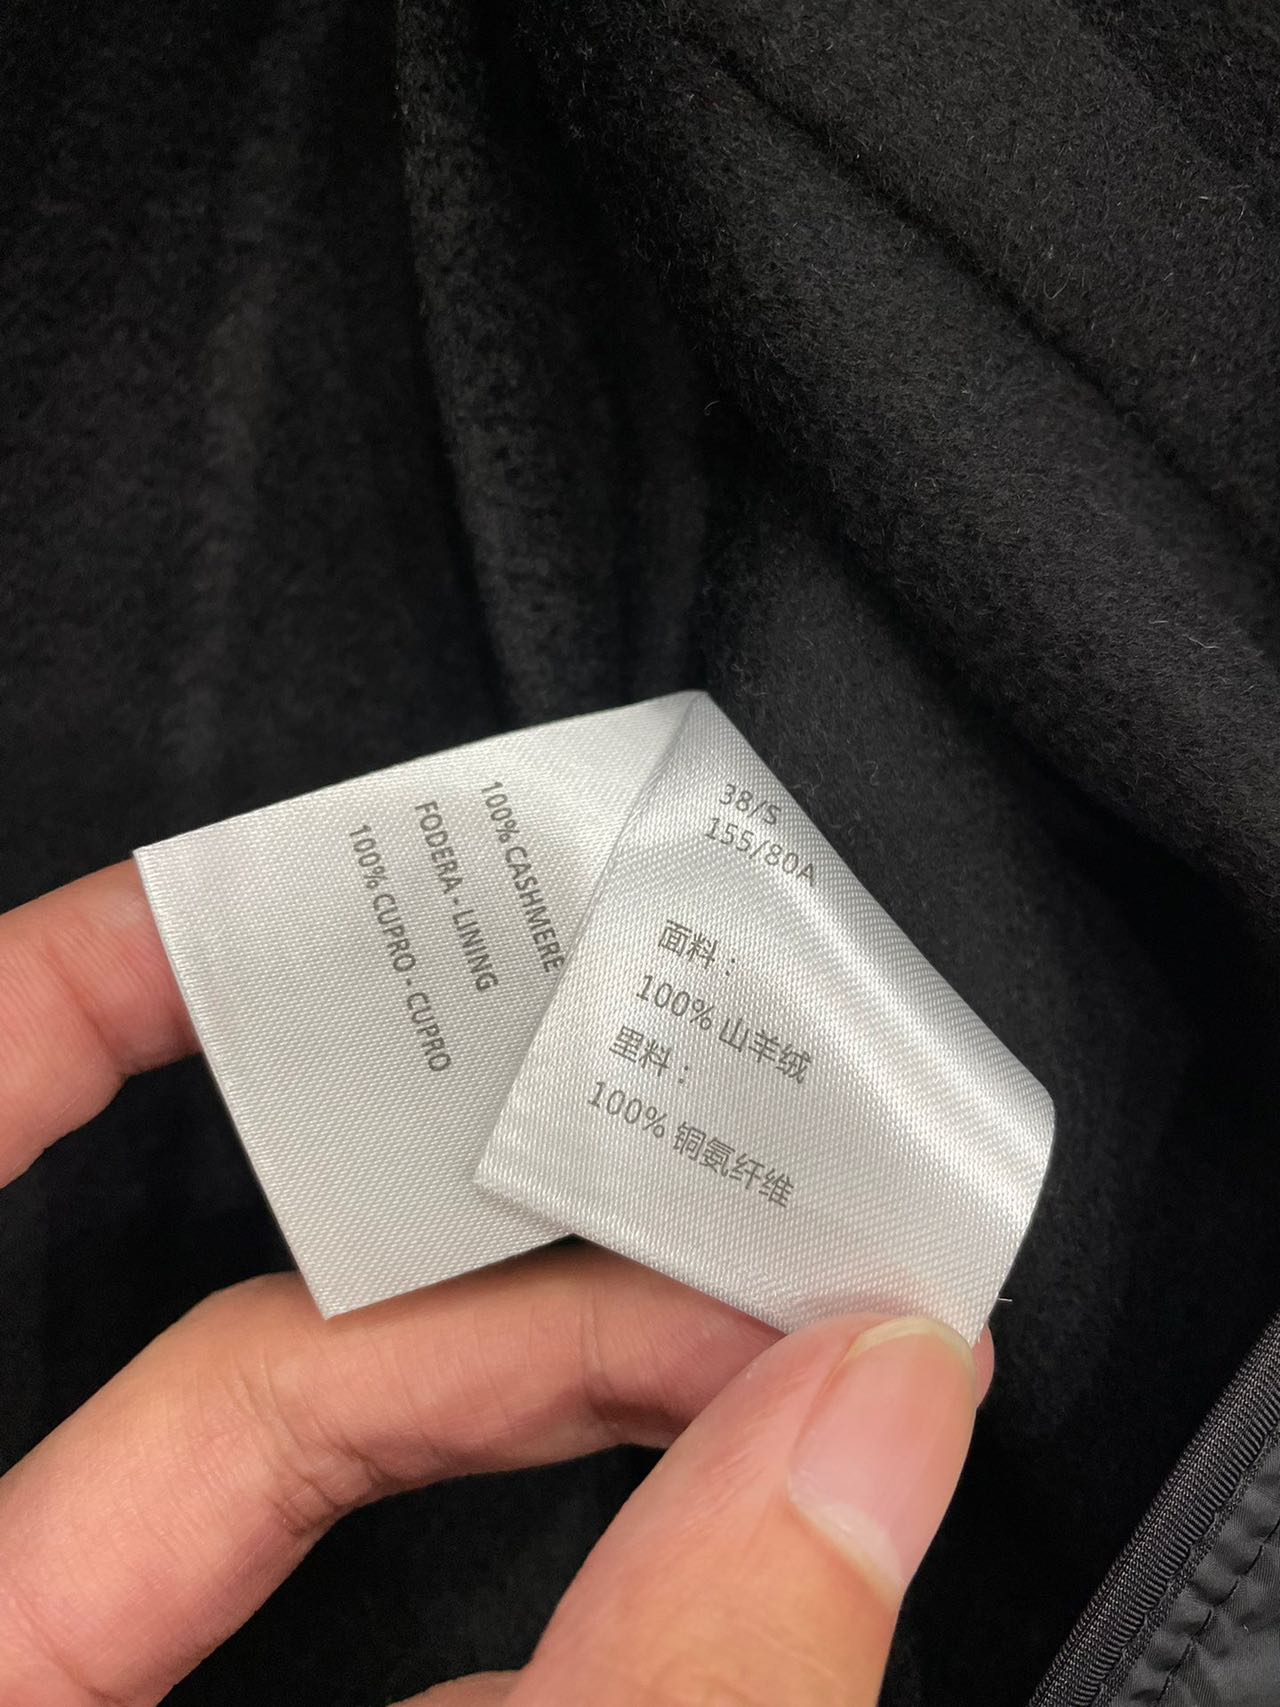 100% CASHMERE
FODERA - LINING
100% CUPRO - CUPRO
38/S
155/80A
面料：
100% 山羊绒
里料：
100% 铜氨纤维